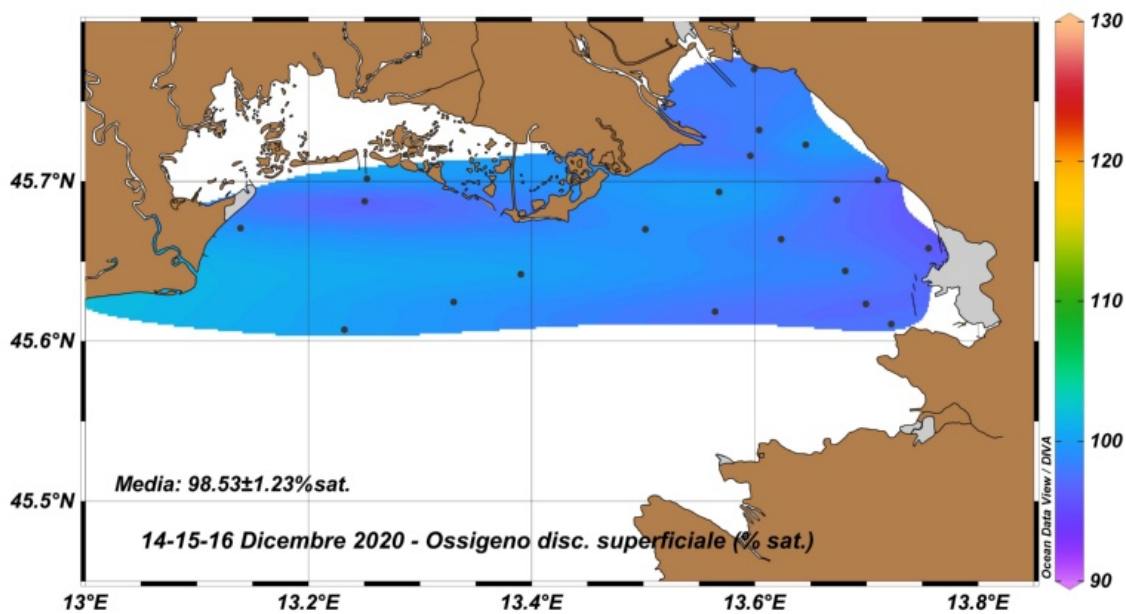 130
120
110
100
90
45.7°N
45.6°N
45.5°N
Media: 98.53±1.23%sat.
14-15-16 Dicembre 2020 - Ossigeno disc. superficiale (% sat.)
13°E
13.2°E
13.4°E
13.6°E
13.8°E
Ocean Data View / DIVA